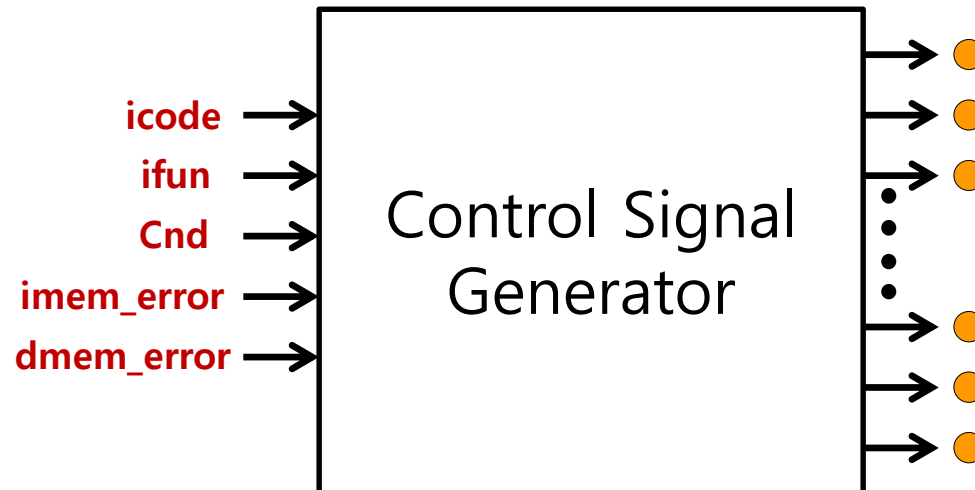 icode
ifun
Cnd
imem_error
dmem_error
Control Signal
Generator